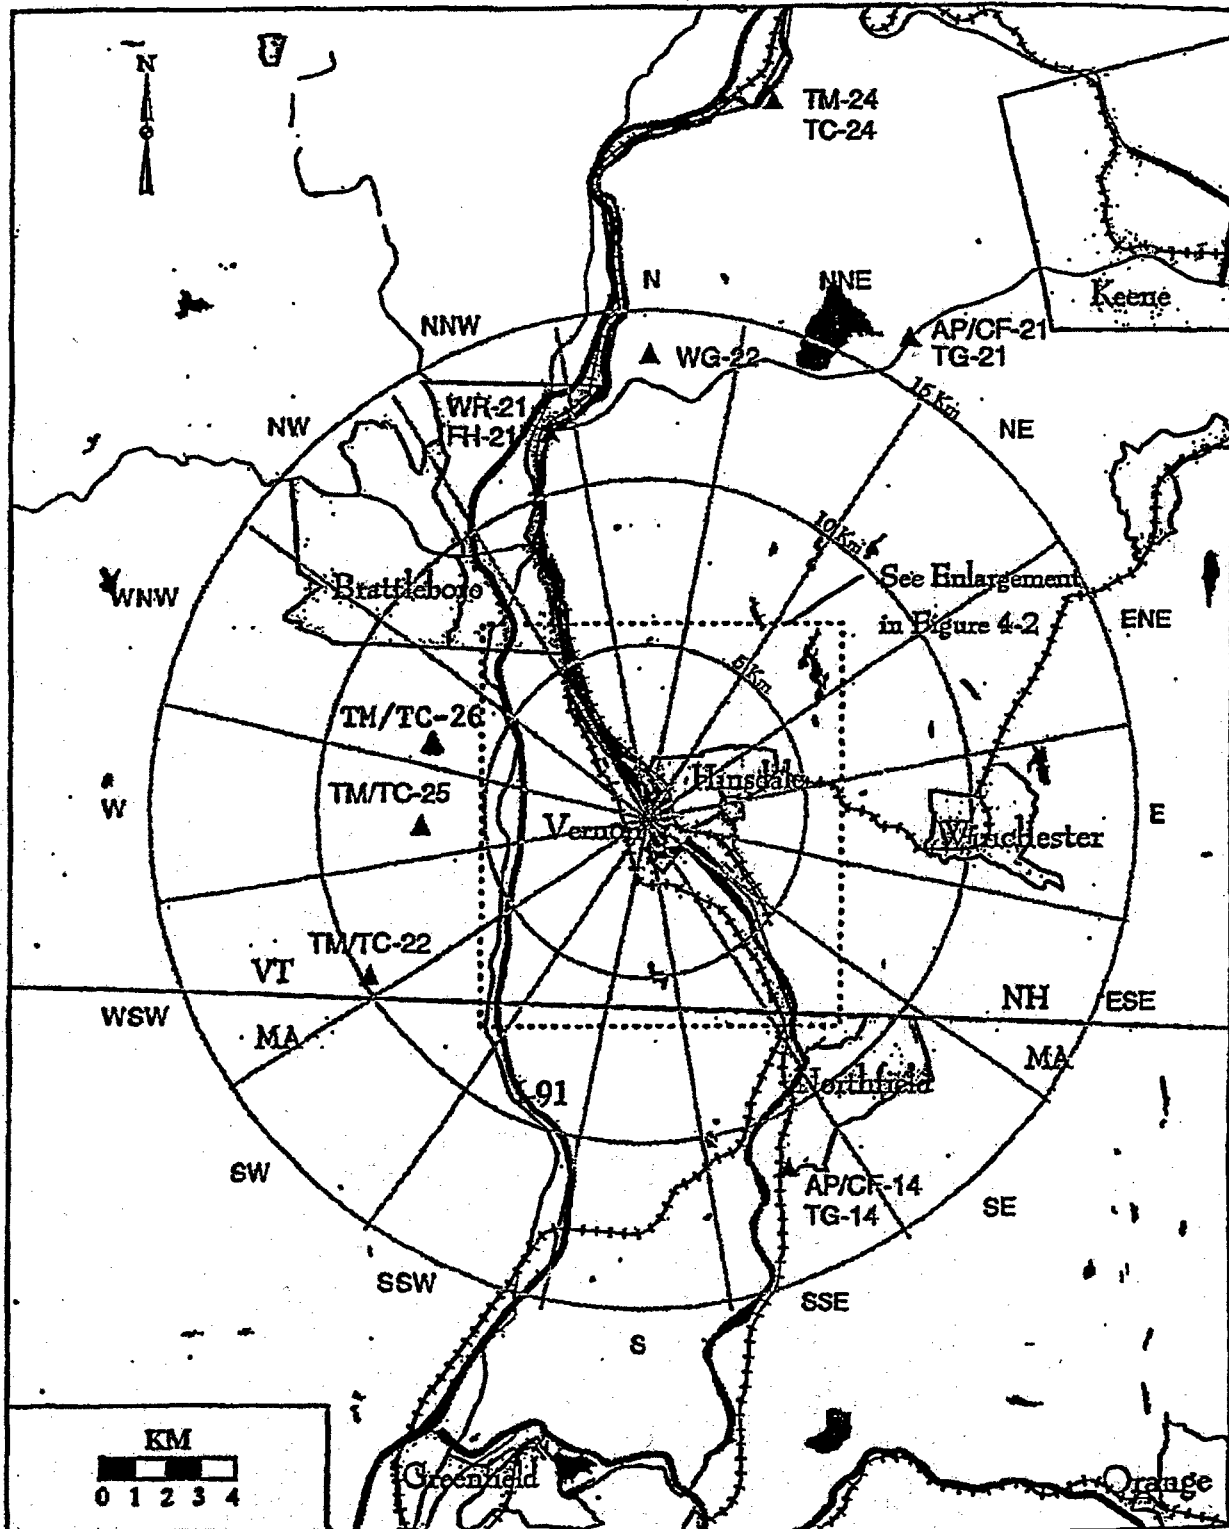 N
TM-24
TC-24
N
NNE
Keene
NNW
AP/CF-21
TG-21
WG-22
15 Km
WR-21
FH-21
NW
NE
10 Km
See Enlargement
in Figure 4-2
Brattleboro
WNW
ENE
5 Km
TM/TC-26
Hinsdale
TM/TC-25
W
E
Vernon
Winchester
TM/TC-22
VT
NH
ESE
WSW
MA
MA
Northfield
I-91
SW
AP/CF-14
TG-14
SE
SSW
SSE
S
KM
0 1 2 3 4
Greenfield
Orange